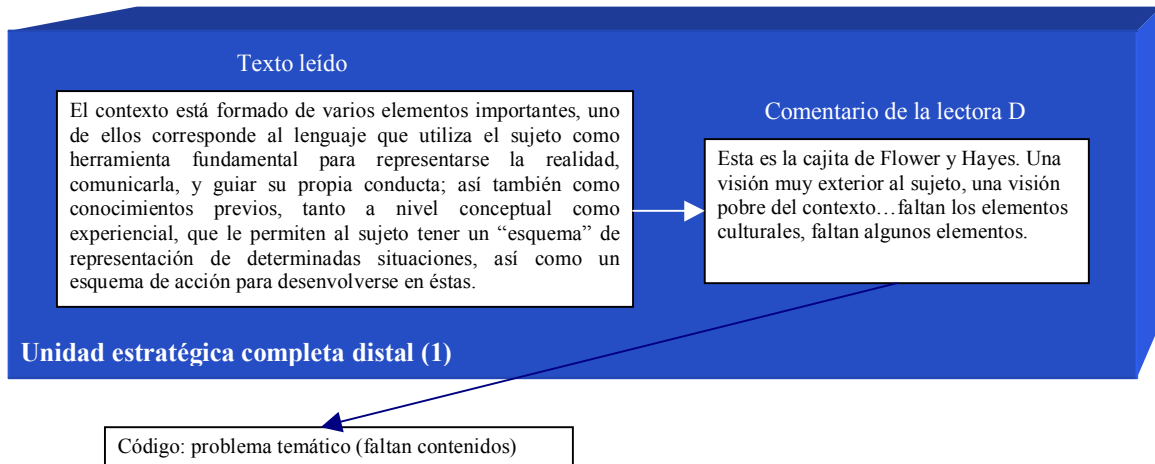 Texto leído
El contexto está formado de varios elementos importantes, uno
de ellos corresponde al lenguaje que utiliza el sujeto como
herramienta fundamental para representarse la realidad,
comunicarla, y guiar su propia conducta; así también como
conocimientos previos, tanto a nivel conceptual como
experiencial, que le permiten al sujeto tener un “esquema” de
representación de determinadas situaciones, así como un
esquema de acción para desenvolverse en éstas.
Comentario de la lectora D
Esta es la cajita de Flower y Hayes. Una
visión muy exterior al sujeto, una visión
pobre del contexto…faltan los elementos
culturales, faltan algunos elementos.
Unidad estratégica completa distal (1)
Código: problema temático (faltan contenidos)